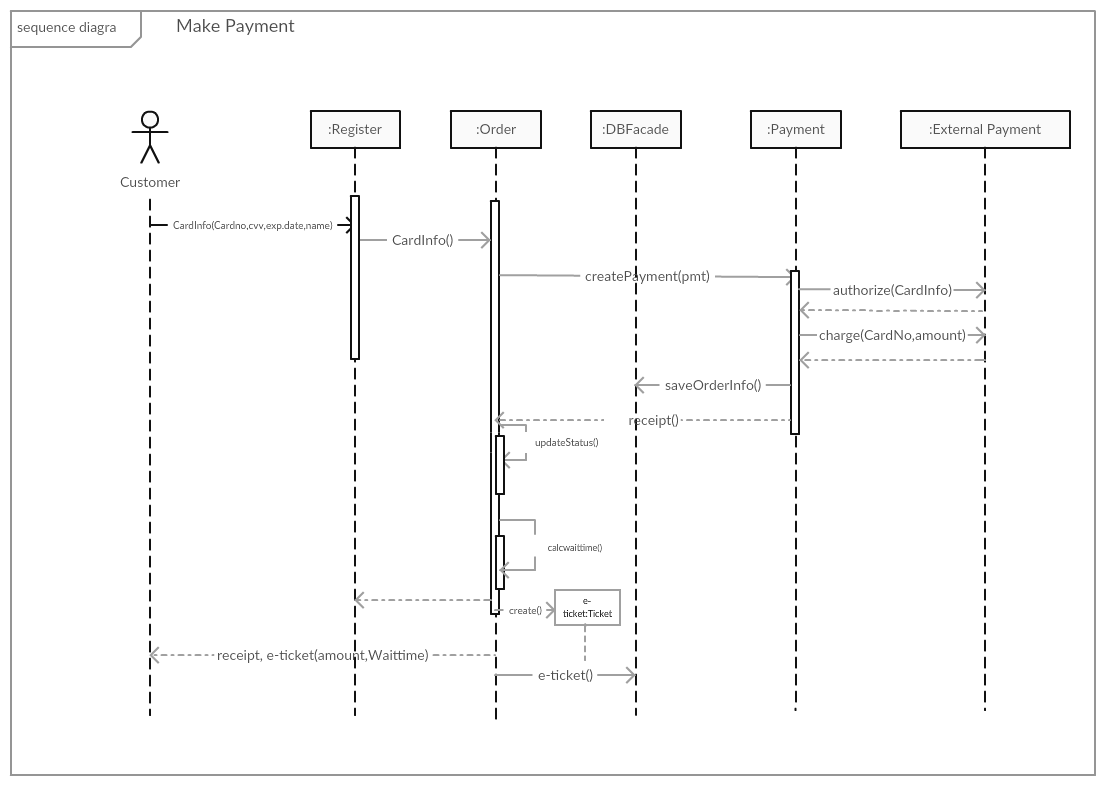 sequence diagra
Make Payment
:Register
:Order
:DBFacade
:Payment
:External Payment
Customer
CardInfo(Cardno,cvv,exp.date,name)
CardInfo()
createPayment(pmt)
authorize(CardInfo)
charge(CardNo,amount)
saveOrderInfo()
receipt()
updateStatus()
calcwaittime()
e-
ticket:Ticket
create()
receipt, e-ticket(amount,Waittime)
e-ticket()